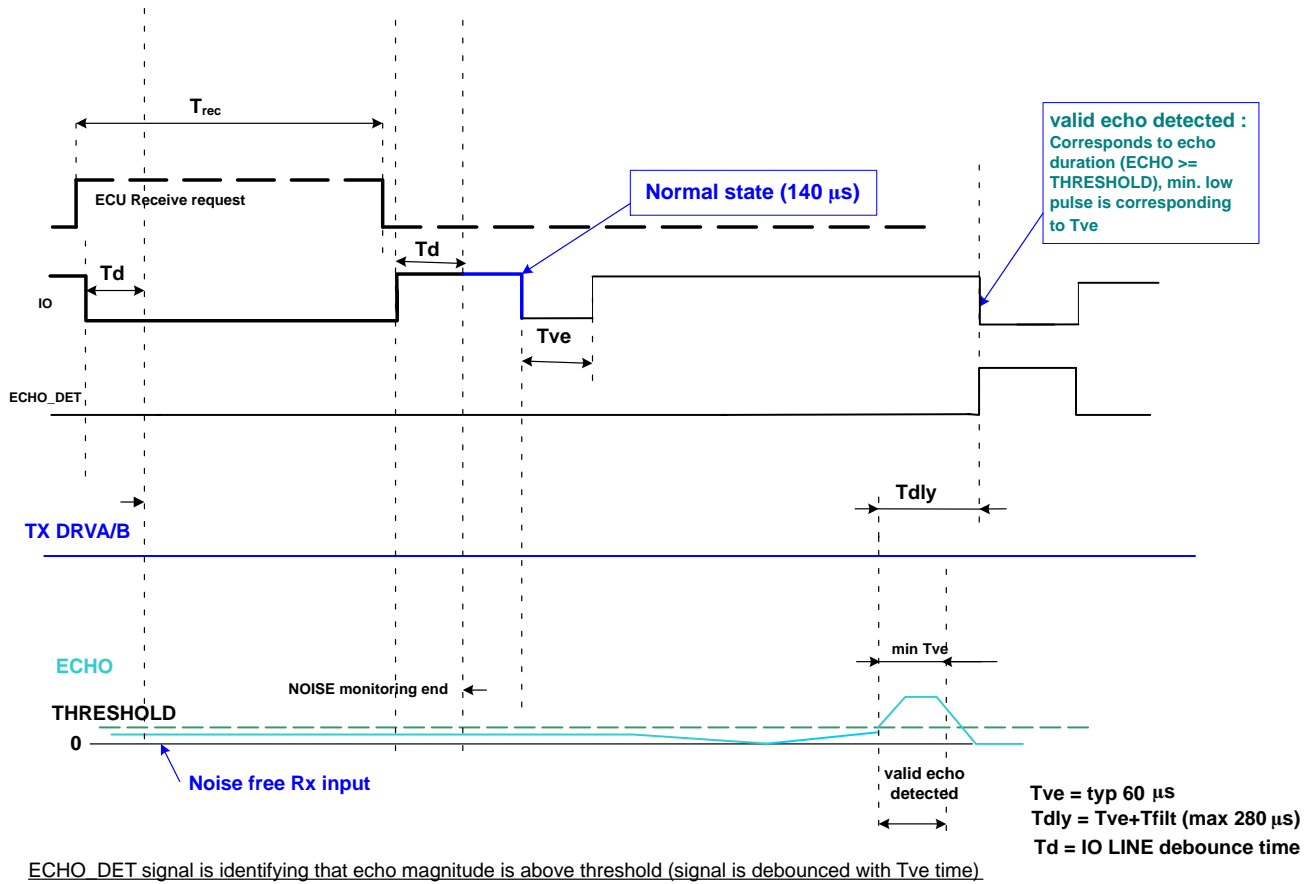 Trec
valid echo detected :
Corresponds to echo
duration (ECHO >=
THRESHOLD), min. low
pulse is corresponding
to Tve
ECU Receive request
Normal state (140 μs)
Td
Td
IO
Tve
ECHO_DET
Tdly
TX DRVA/B
min Tve
ECHO
NOISE monitoring end
THRESHOLD
0
Noise free Rx input
valid echo
detected
Tve = typ 60 μs
Tdly = Tve+Tfilt (max 280 μs)
Td = IO LINE debounce time
ECHO_DET signal is identifying that echo magnitude is above threshold (signal is debounced with Tve time)